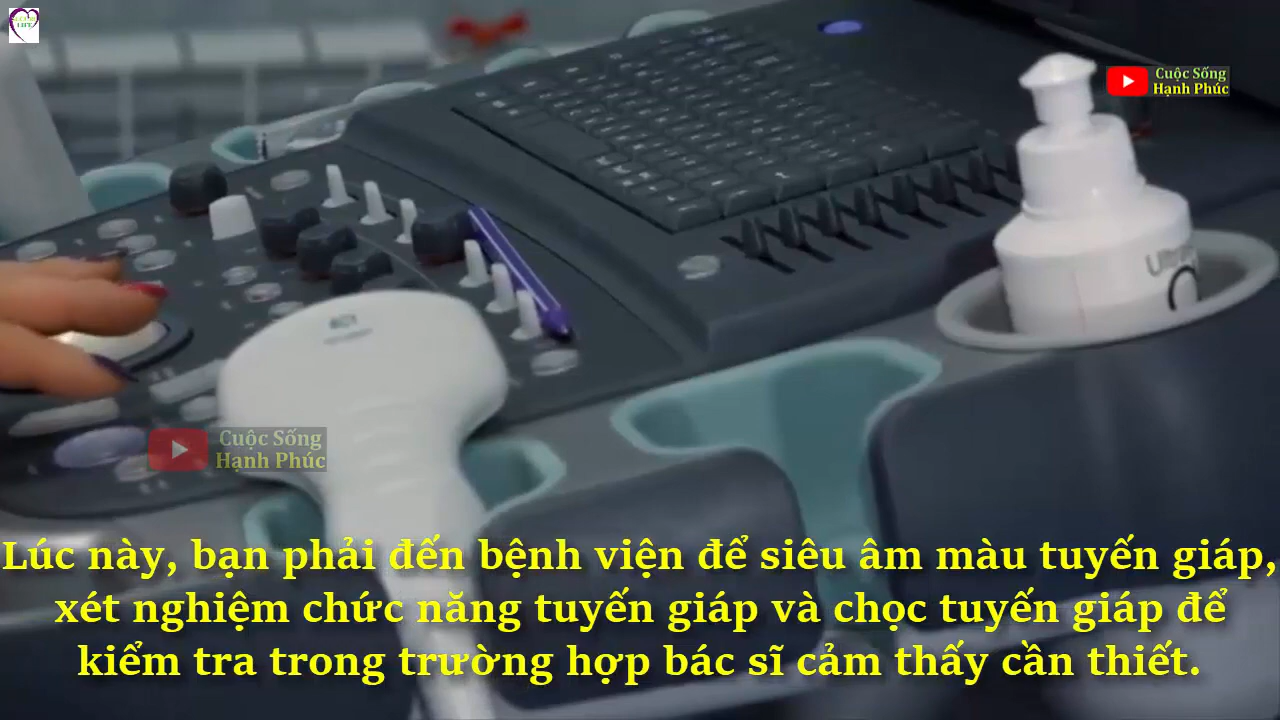 Cuộc Sống
Hạnh Phúc
Cuộc Sống
Hạnh Phúc
Lúc này, bạn phải đến bệnh viện để siêu âm màu tuyến giáp,
xét nghiệm chức năng tuyến giáp và chọc tuyến giáp để
kiểm tra trong trường hợp bác sĩ cảm thấy cần thiết.